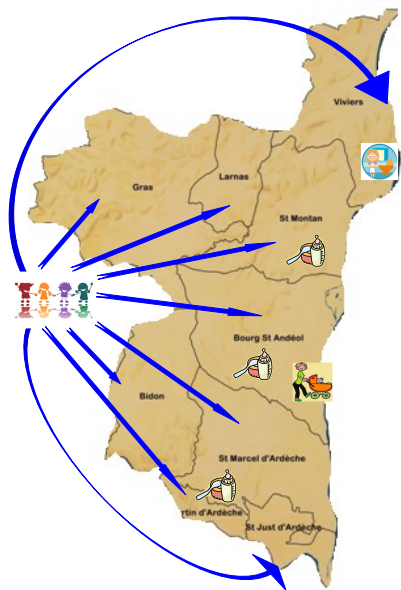 Viviers
Larnas
Gras
St Montan
Bourg St Andéol
Bidon
St Marcel d'Ardèche
rtin d'Ardèche
St Just d'Ardèche